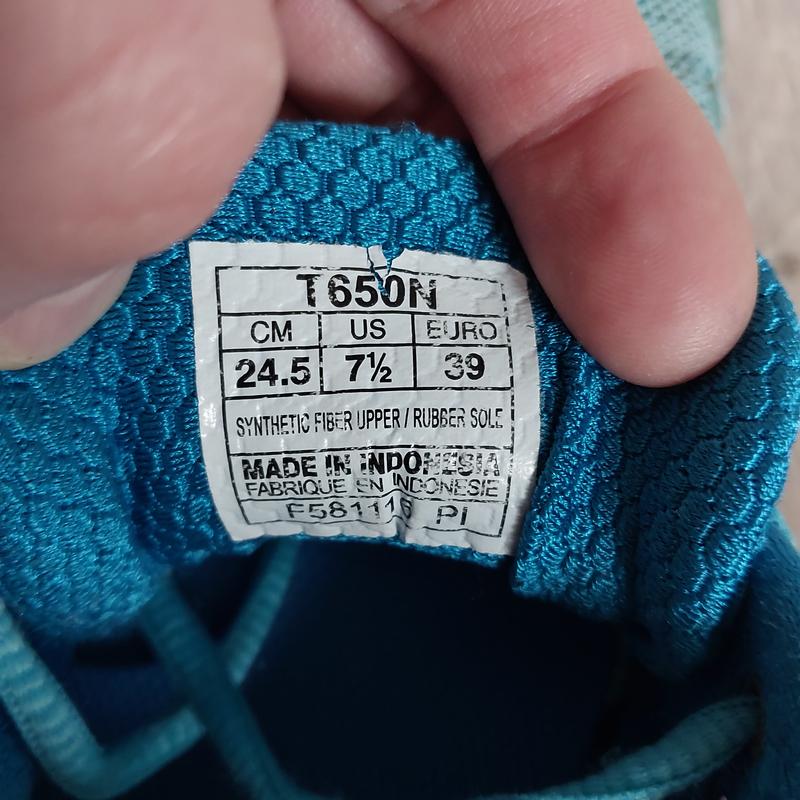 T650N
CM US EURO
24.5 7½ 39
SYNTHETIC FIBER UPPER / RUBBER SOLE
MADE IN INDONESIA
FABRIQUE EN INDONESIE
PI